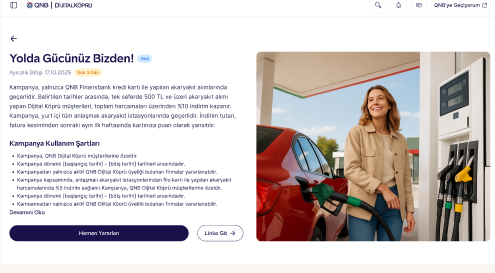 QNB | DİJİTALKÖPRÜ
QNB'ye Geçiyorum
Yolda Gücünüz Bizden! Yeni
Ayrıcalık Bitişi: 17.10.2025 Son 3 Gün
Kampanya, yalnızca QNB Finansbank kredi kartı ile yapılan akaryakıt alımlarında
geçerlidir. Belirtilen tarihler arasında, tek seferde 500 TL ve üzeri akaryakıt alımı
yapan Dijital Köprü müşterileri, toplam harcamaları üzerinden %10 indirim kazanır.
Kampanya, yurt içi tüm anlaşmalı akaryakıt istasyonlarında geçerlidir. İndirim tutarı,
fatura kesiminden sonraki ayın ilk haftasında kartınıza puan olarak yansıtılır.
Kampanya Kullanım Şartları
• Kampanya, QNB Dijital Köprü müşterilerine özeldir.
• Kampanya dönemi [başlangıç tarihi] – [bitiş tarihi] tarihleri arasındadır.
• Kampanyadan yalnızca aktif QNB Dijital Köprü üyeliği bulunan firmalar yararlanabilir.
• Kampanya kapsamında, anlaşmalı akaryakıt istasyonlarından filo kartı ile yapılan akaryakıt
harcamalarında %5 indirim sağlanır.Kampanya, QNB Dijital Köprü müşterilerine özeldir.
• Kampanya dönemi [başlangıç tarihi] – [bitiş tarihi] tarihleri arasındadır.
• Kampanyadan yalnızca aktif QNB Dijital Köprü üyeliği bulunan firmalar yararlanabilir.
Devamını Oku
Hemen Yararlan
Linke Git →